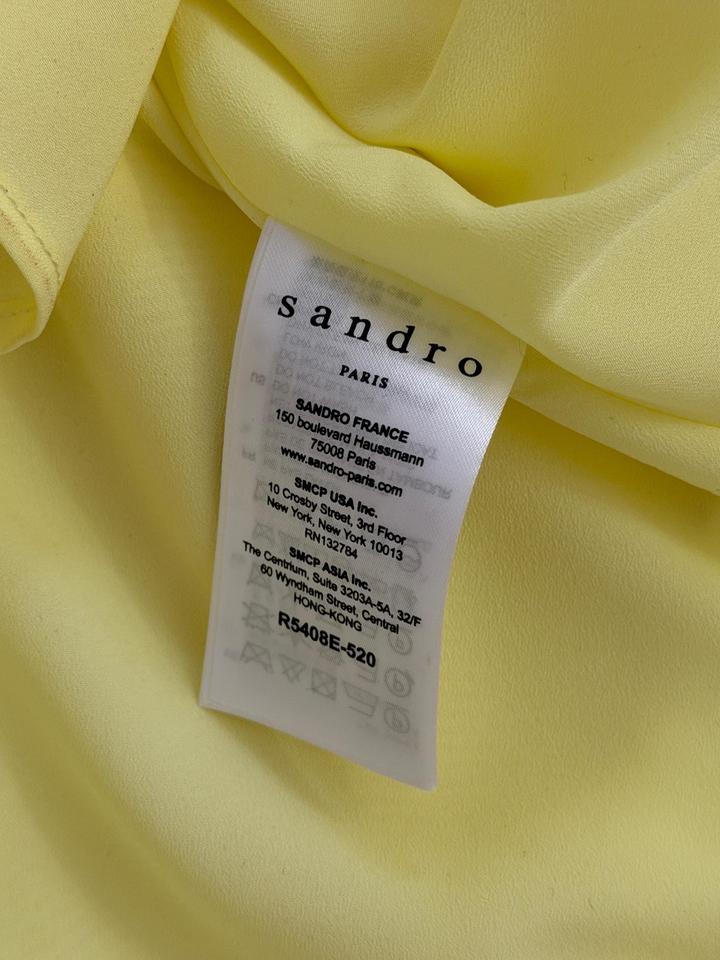 sandro
PARIS
SANDRO FRANCE
150 boulevard Haussmann
75008 Paris
www.sandro-paris.com
SMCP USA Inc.
10 Crosby Street, 3rd Floor
New York, New York 10013
RN132784
SMCP ASIA Inc.
The Centrium, Suite 3203A-5A, 32/F
60 Wyndham Street, Central
HONG-KONG
R5408E-520